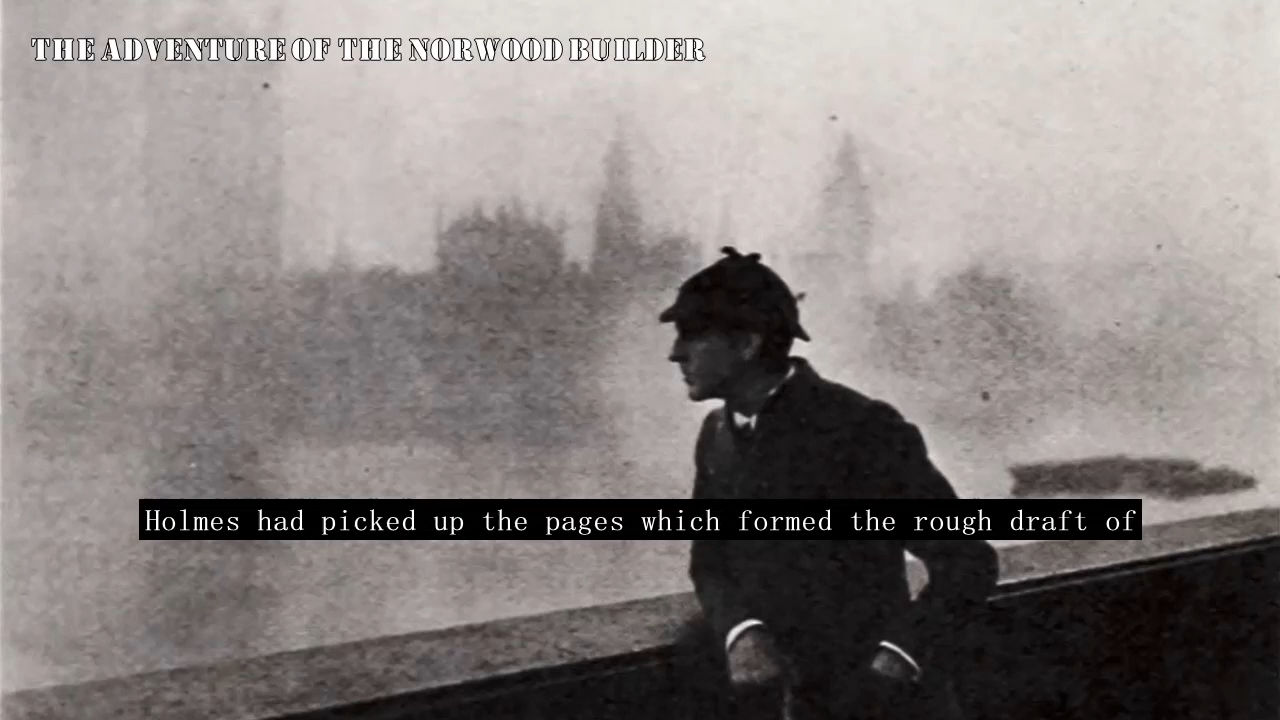 THE ADVENTURE OF THE NORWOOD BUILDER
Holmes had picked up the pages which formed the rough draft of